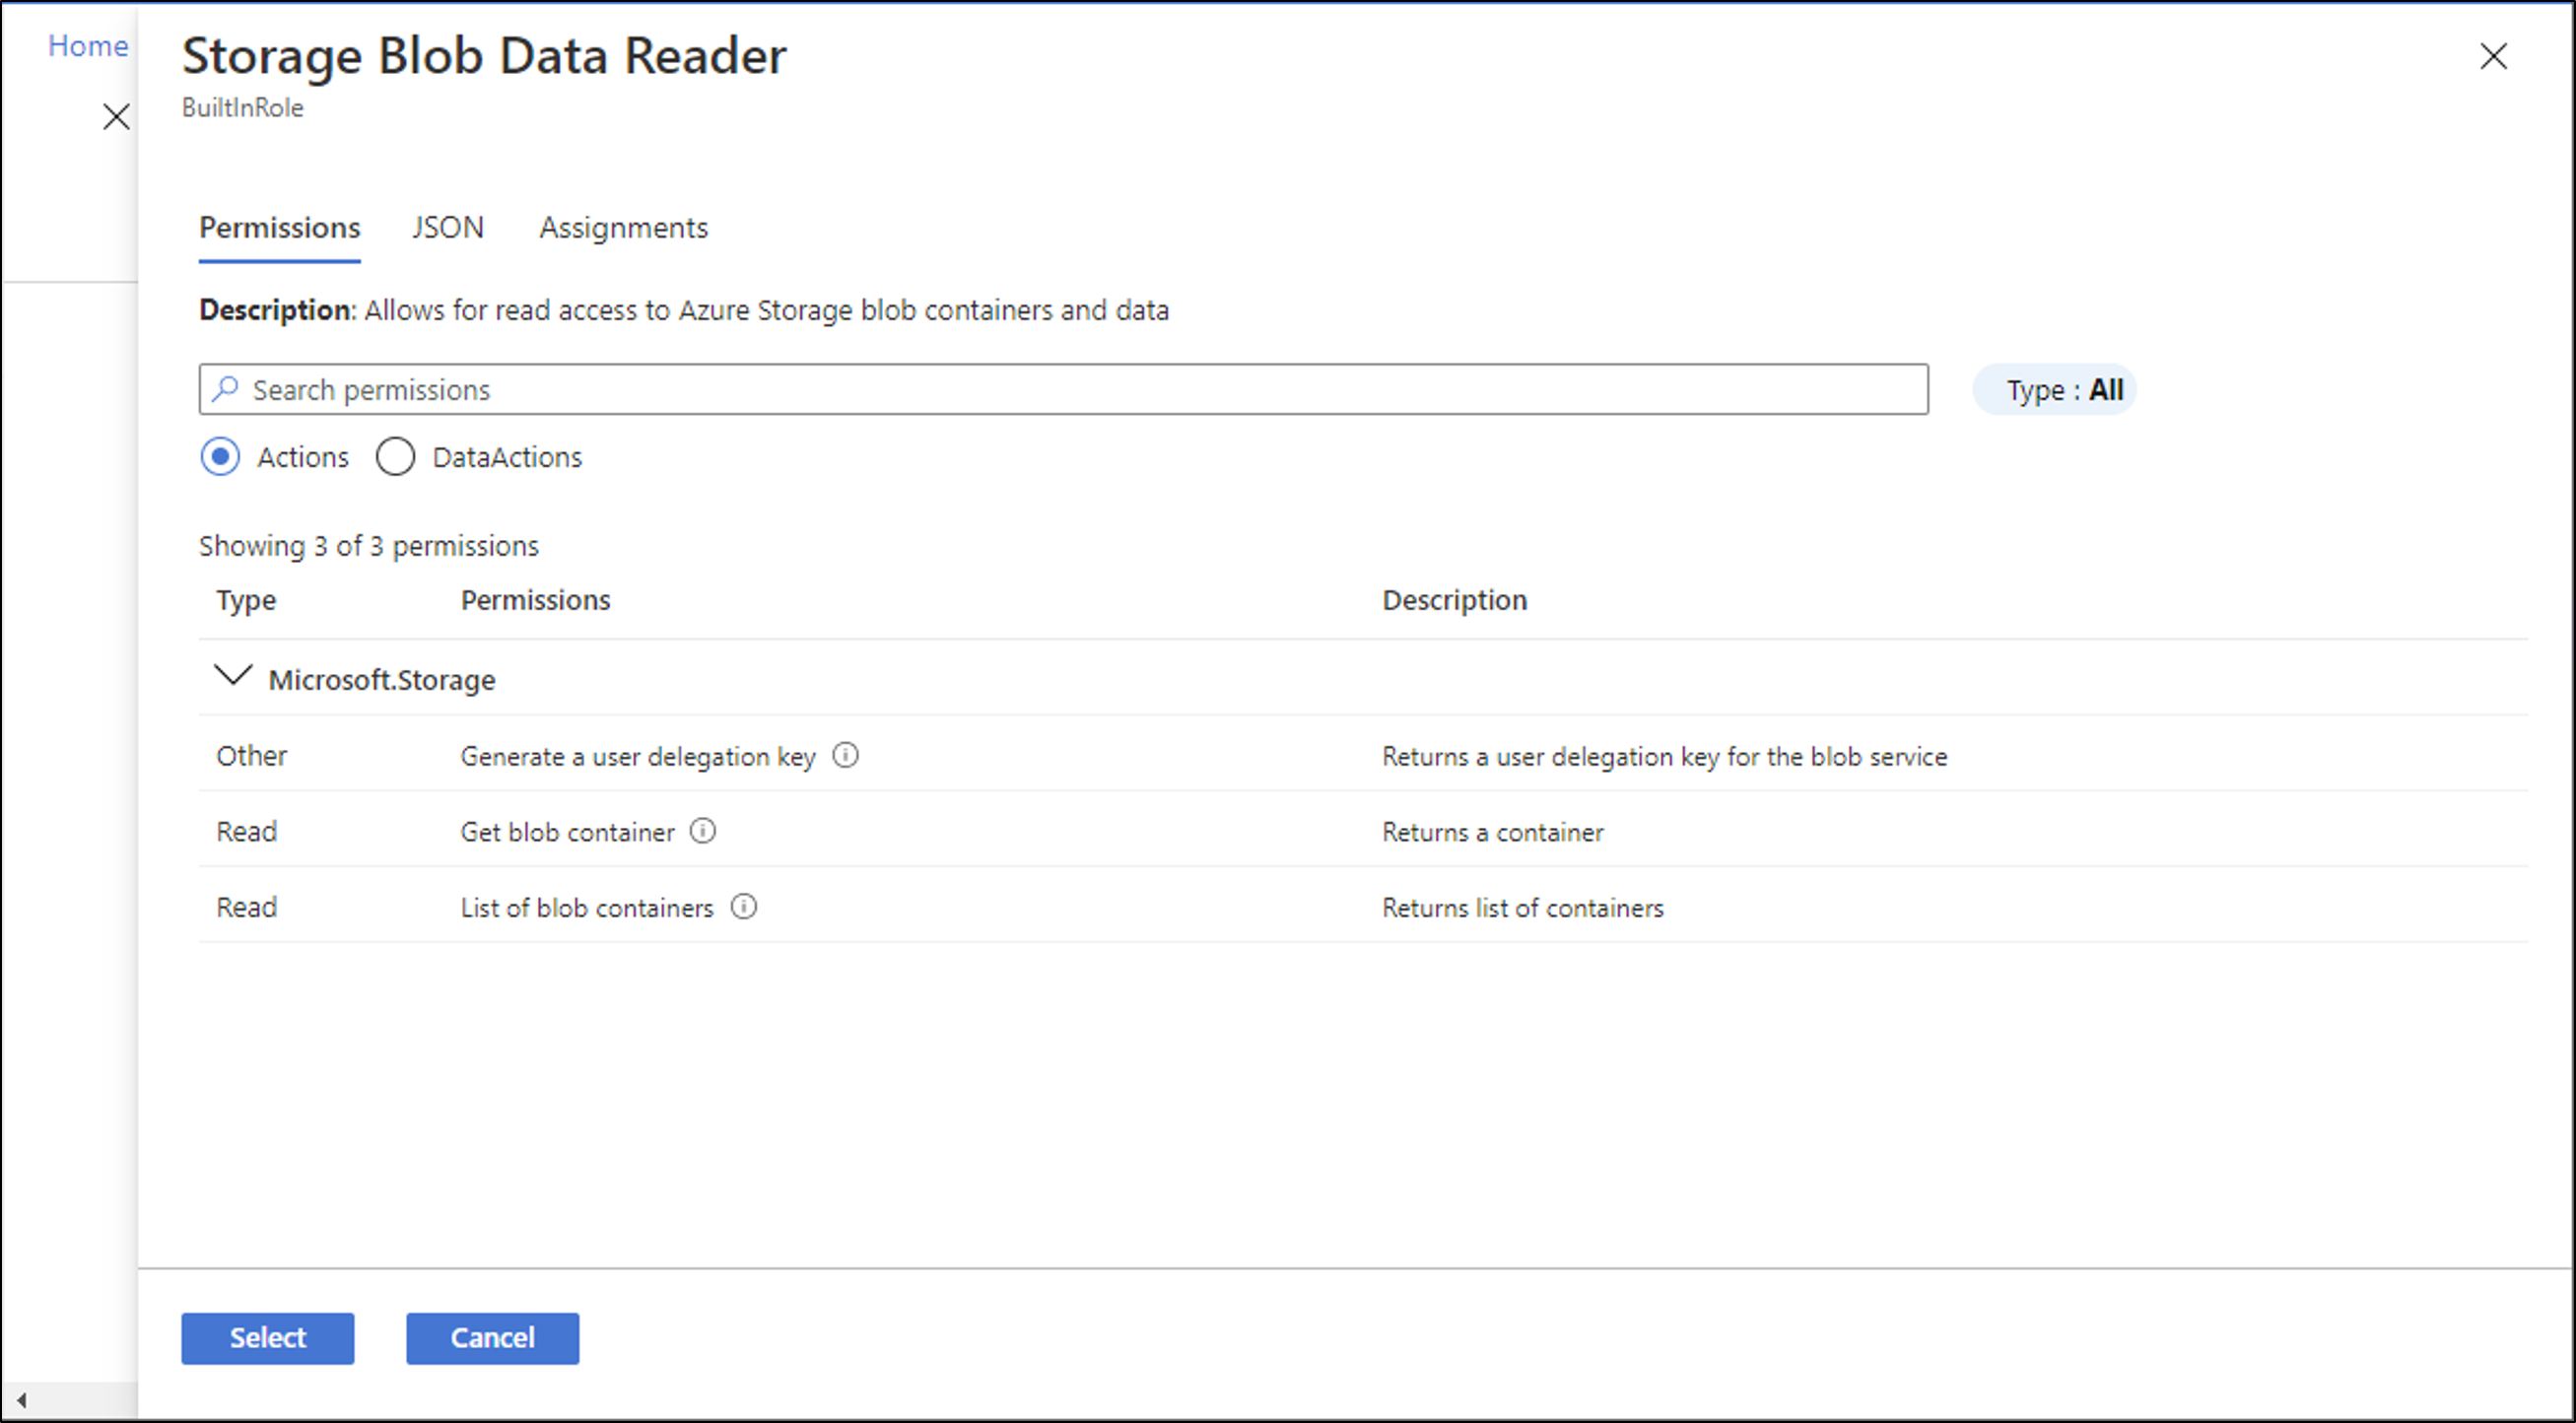 Home
Storage Blob Data Reader
BuiltInRole
Permissions JSON Assignments
Description: Allows for read access to Azure Storage blob containers and data
Search permissions Type : All
Actions DataActions
Showing 3 of 3 permissions
Type Permissions Description
Microsoft.Storage
Other Generate a user delegation key Returns a user delegation key for the blob service
Read Get blob container Returns a container
Read List of blob containers Returns list of containers
Select Cancel